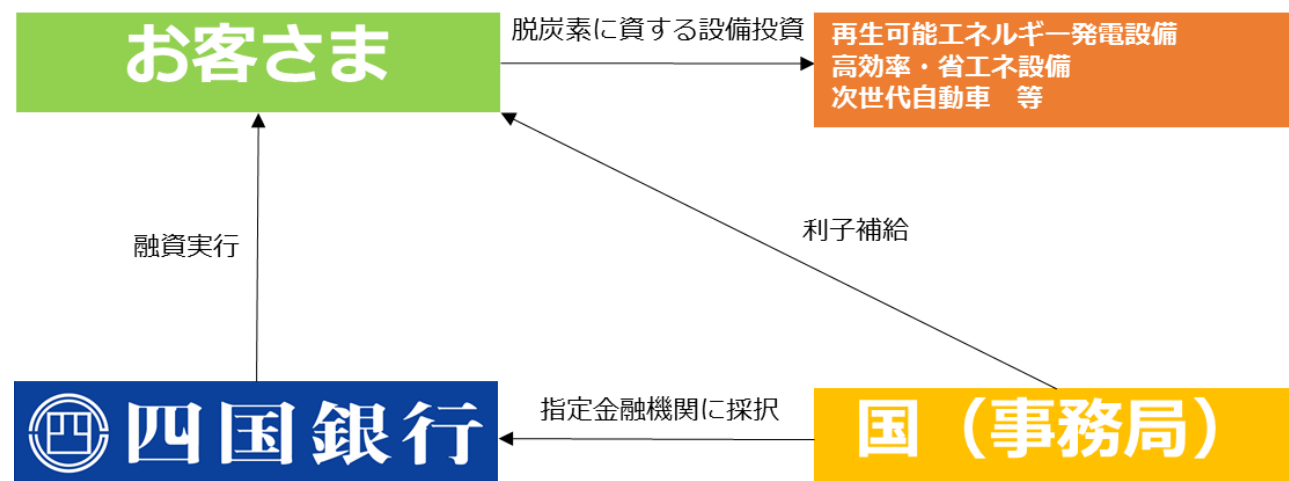 お客さま
脱炭素に資する設備投資
再生可能エネルギー発電設備
高効率・省エネ設備
次世代自動車　等
融資実行
利子補給
四 四国銀行
指定金融機関に採択
国（事務局）